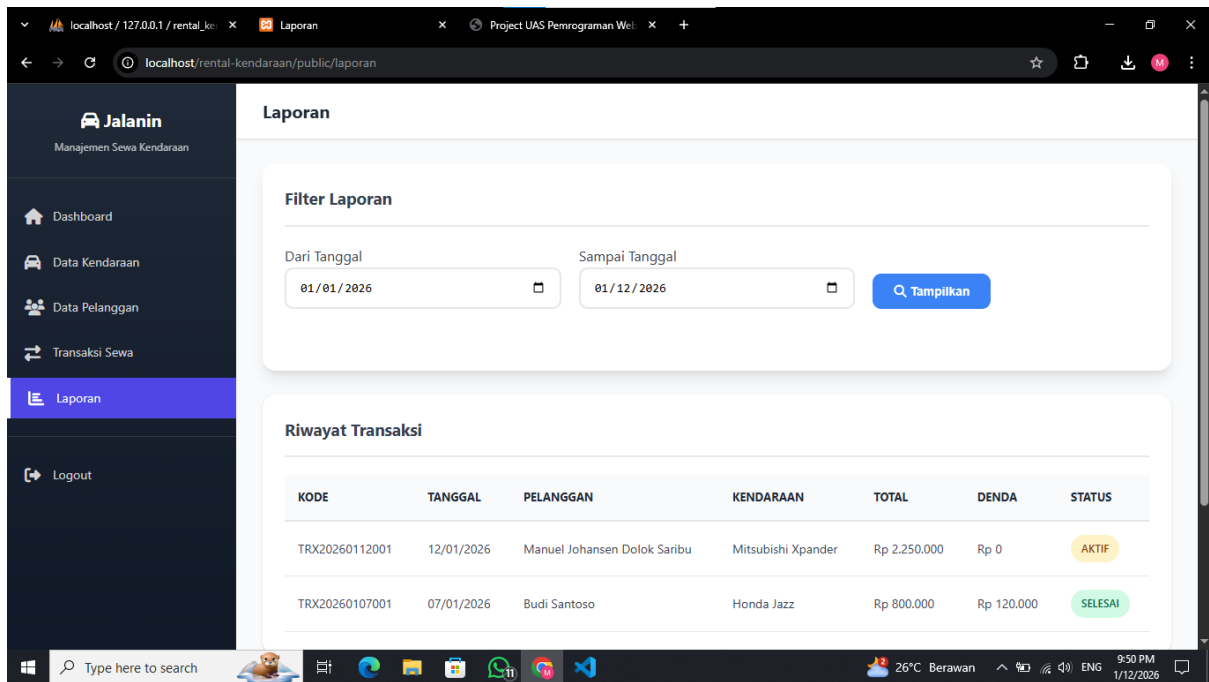 localhost / 127.0.0.1 / rental_ke
Laporan
Project UAS Pemrograman Web
localhost/rental-kendaraan/public/laporan
M
Jalanin
Manajemen Sewa Kendaraan
Dashboard
Data Kendaraan
Data Pelanggan
Transaksi Sewa
Laporan
Logout
Laporan
Filter Laporan
Dari Tanggal Sampai Tanggal
01/01/2026 01/12/2026 Tampilkan
Riwayat Transaksi
KODE TANGGAL PELANGGAN KENDARAAN TOTAL DENDA STATUS
TRX20260112001 12/01/2026 Manuel Johansen Dolok Saribu Mitsubishi Xpander Rp 2.250.000 Rp 0 AKTIF
TRX20260107001 07/01/2026 Budi Santoso Honda Jazz Rp 800.000 Rp 120.000 SELESAI
Type here to search 11 M 2 26°C Berawan ENG 9:50 PM
1/12/2026